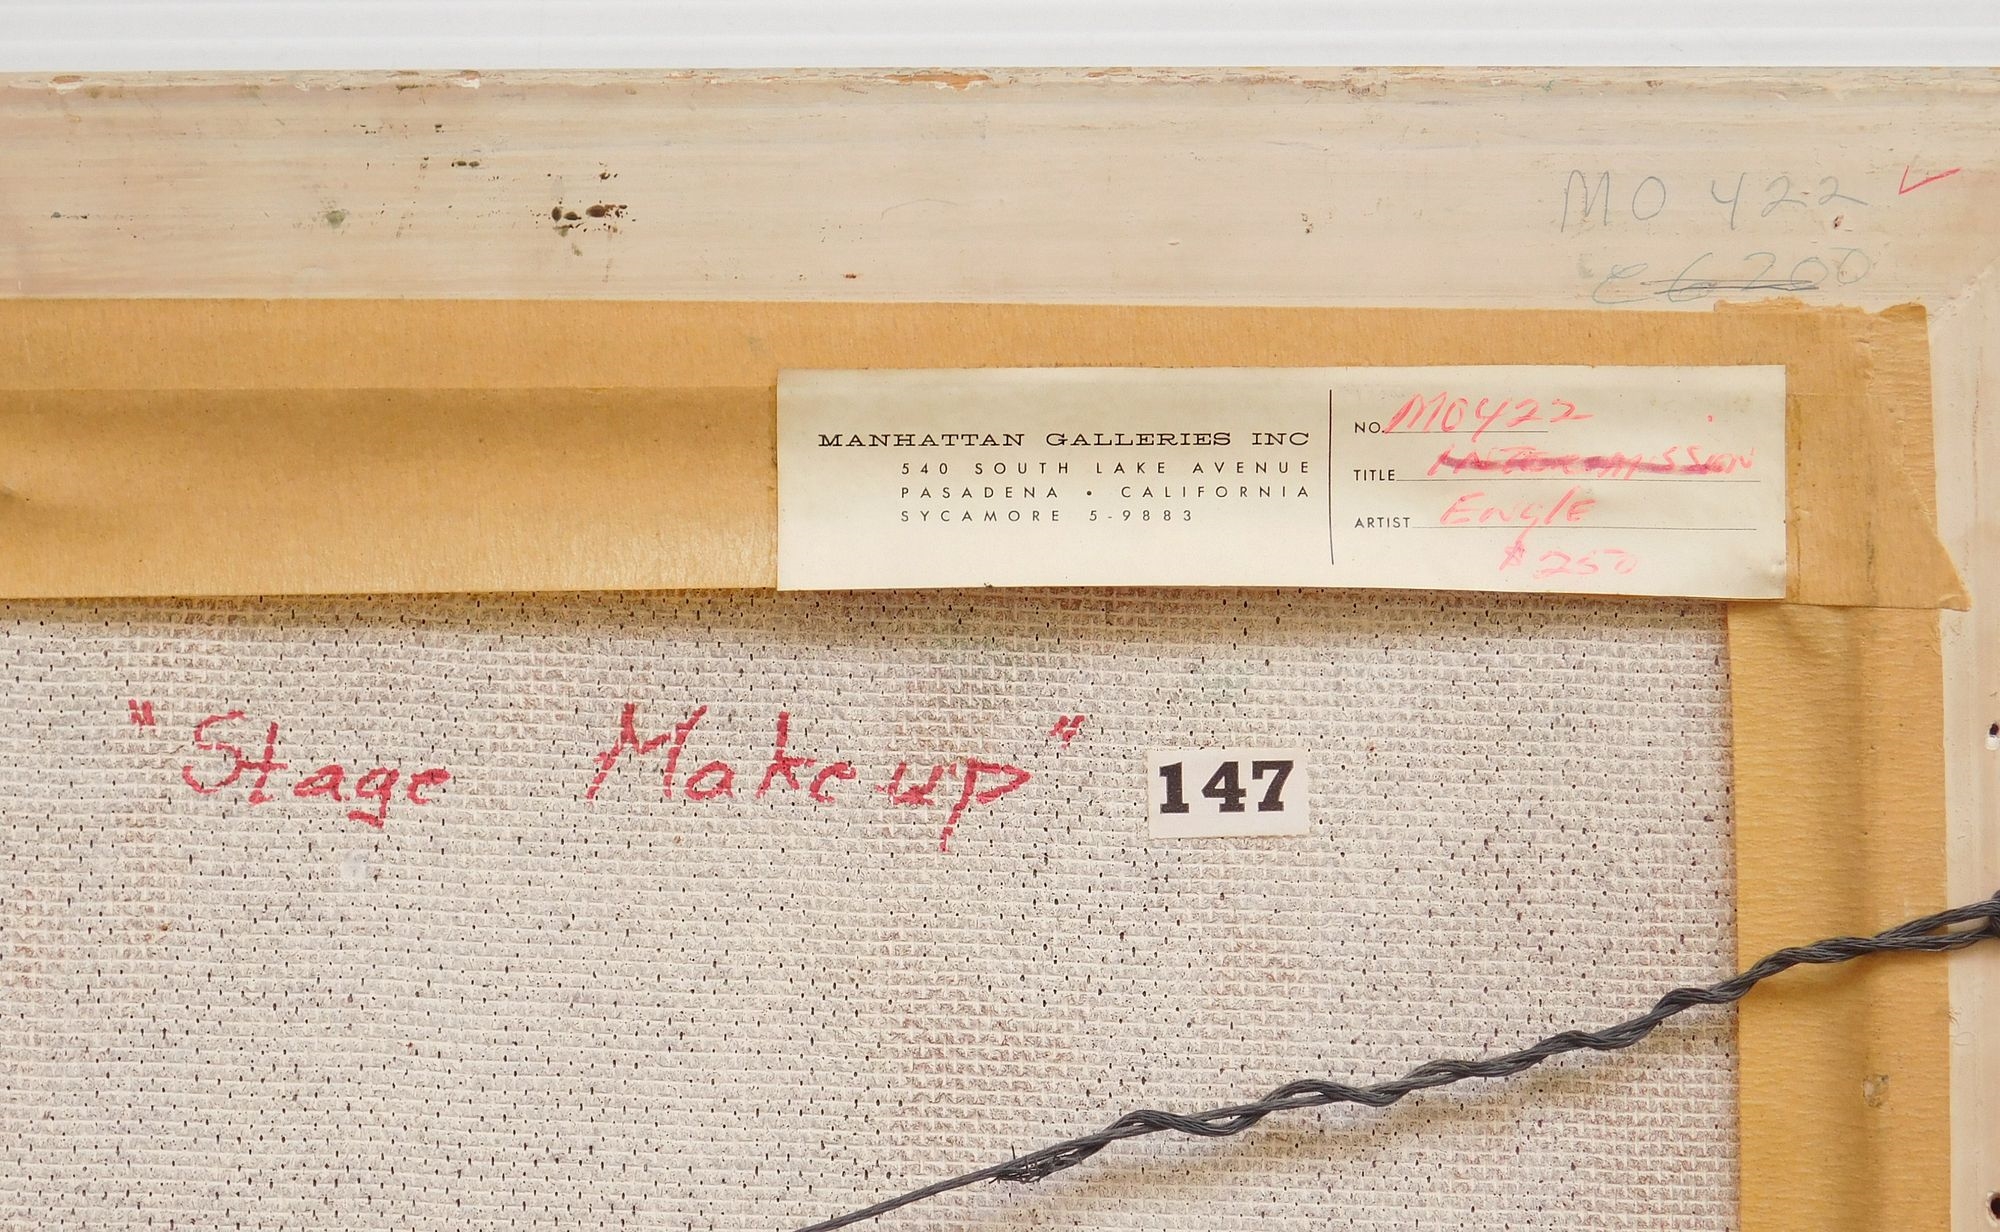 MO 422
MANHATTAN GALLERIES INC
540 SOUTH LAKE AVENUE
PASADENA • CALIFORNIA
SYCAMORE 5-9883
NO. MO422
TITLE INTERMISSION
ARTIST Engle
$250
"Stage Make up"
147